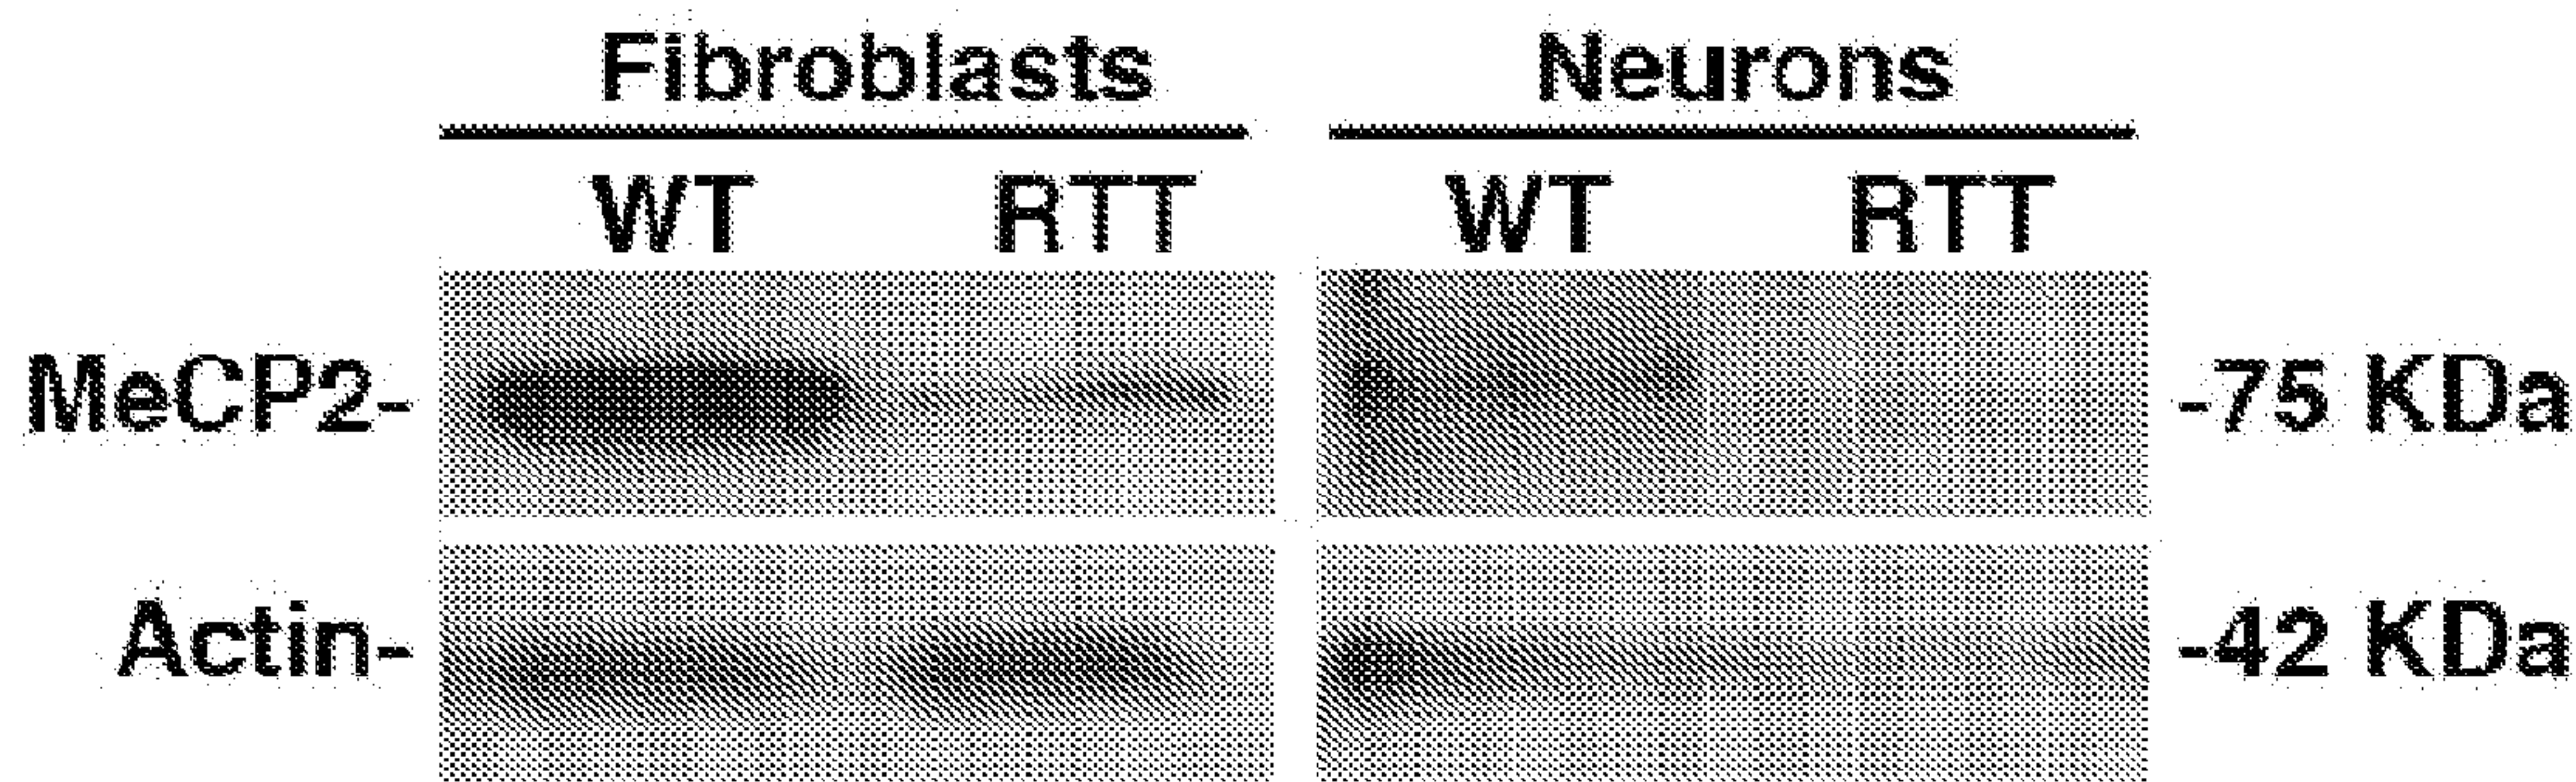 Fibroblasts Neurons
WT RTT WT RTT
MeCP2- -75 KDa
Actin- -42 KDa